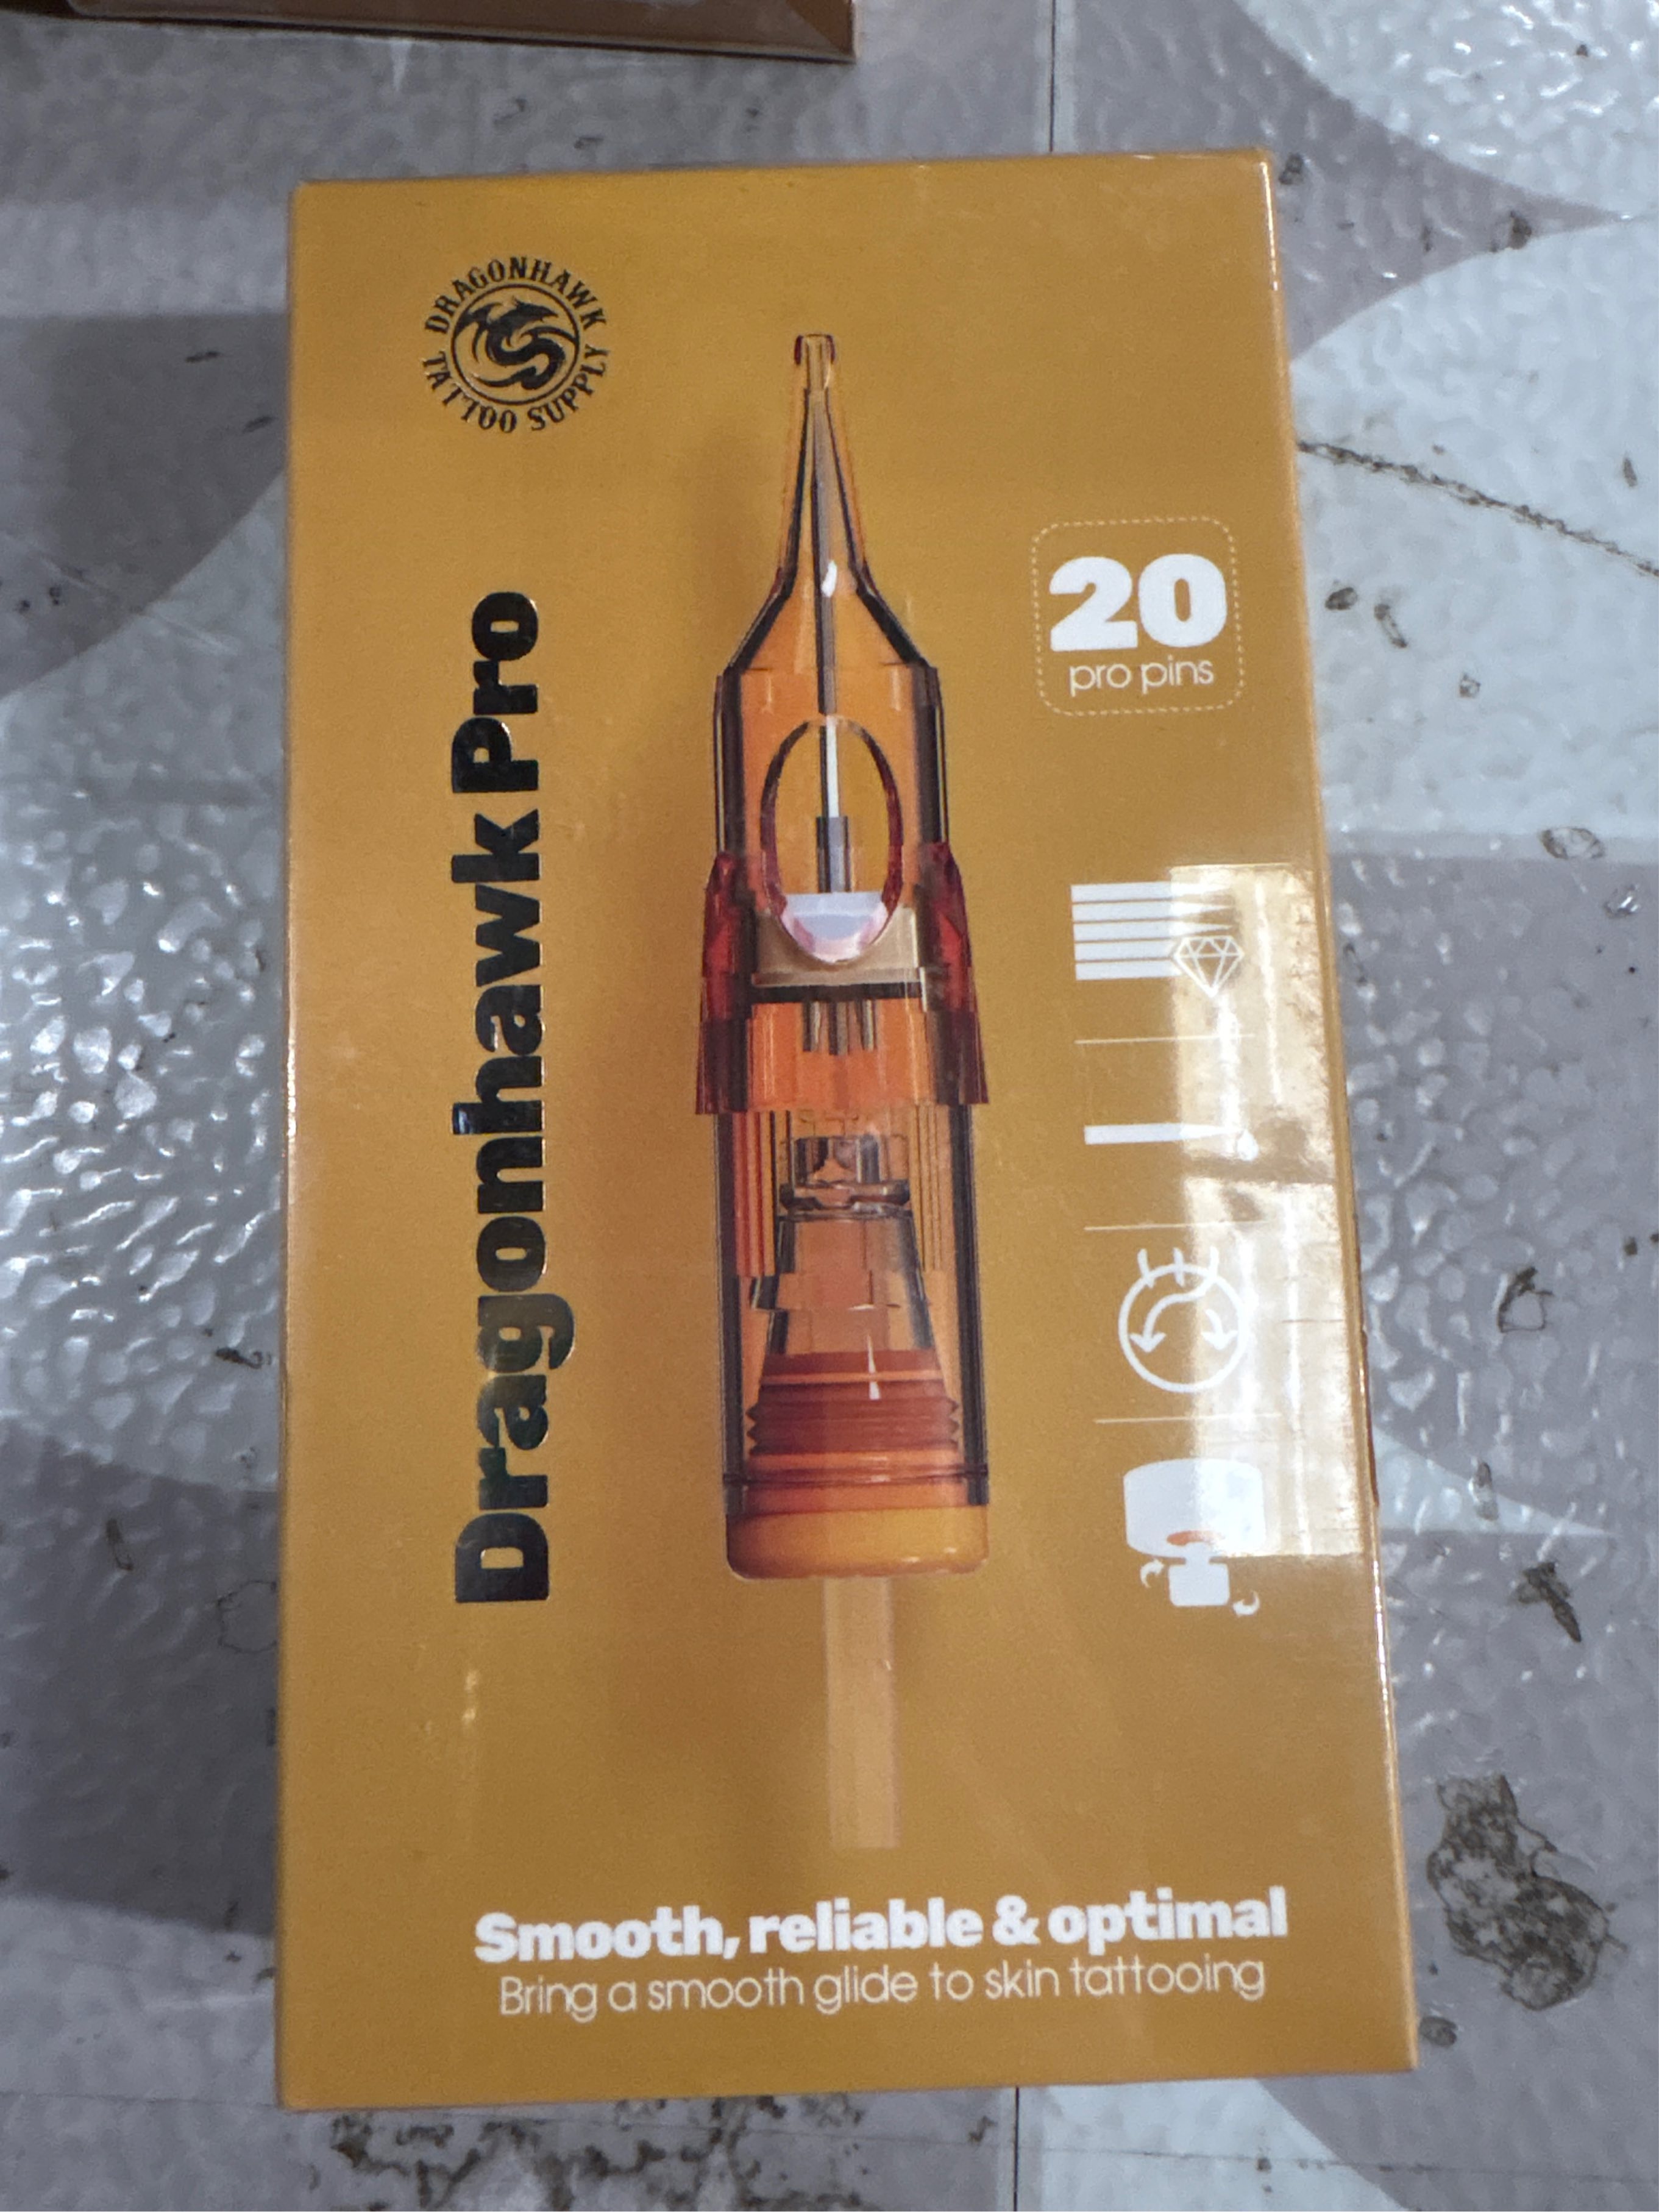 DRAGONHAWK
TATTOO SUPPLY
Dragonhawk Pro
20
pro pins
Smooth, reliable & optimal
Bring a smooth glide to skin tattooing